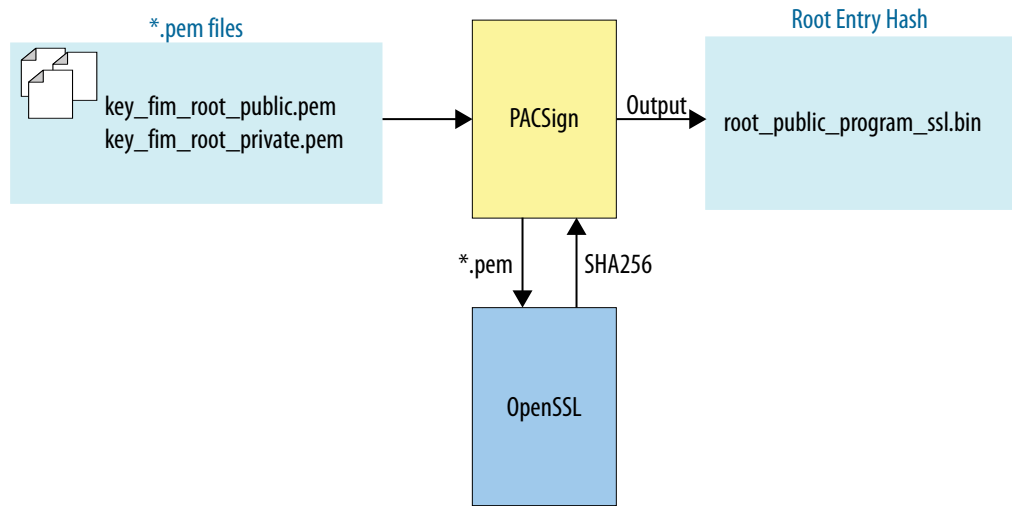 *.pem files
key_fim_root_public.pem
key_fim_root_private.pem
PACSign
Output
Root Entry Hash
root_public_program_ssl.bin
*.pem
SHA256
OpenSSL